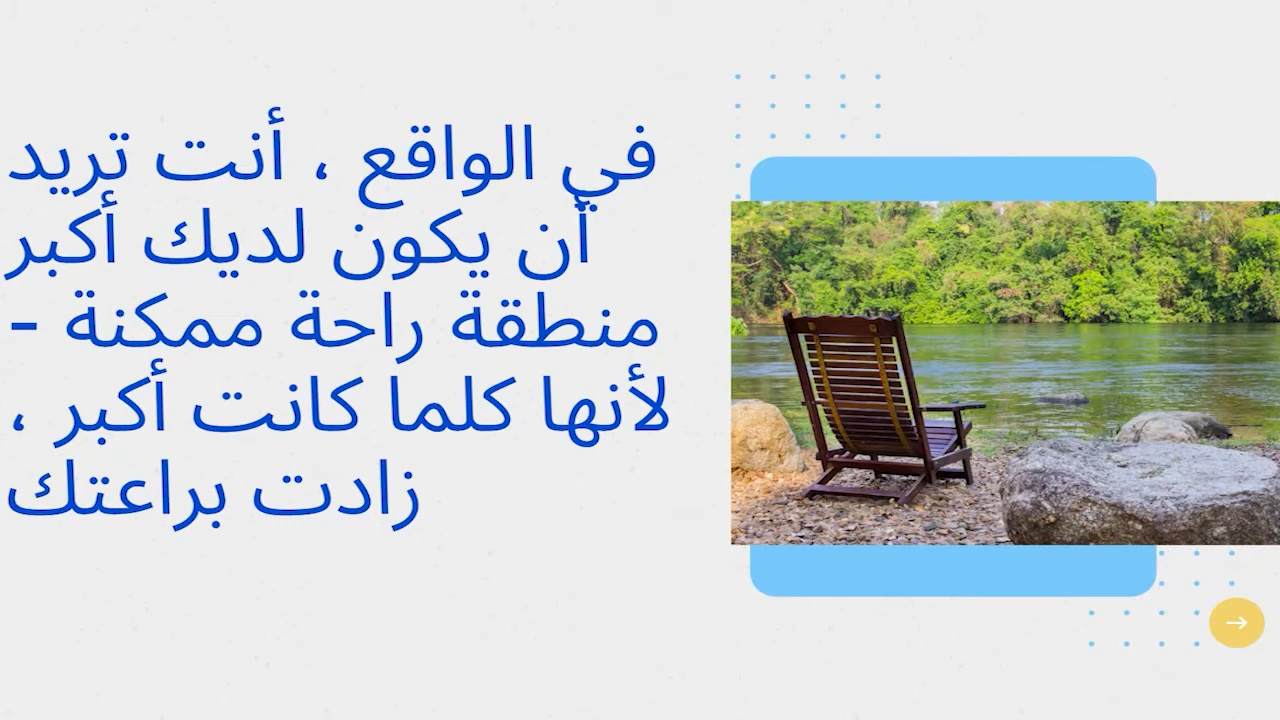 في الواقع ، أنت تريد
أن يكون لديك أكبر
منطقة راحة ممكنة -
لأنها كلما كانت أكبر ،
زادت براعتك